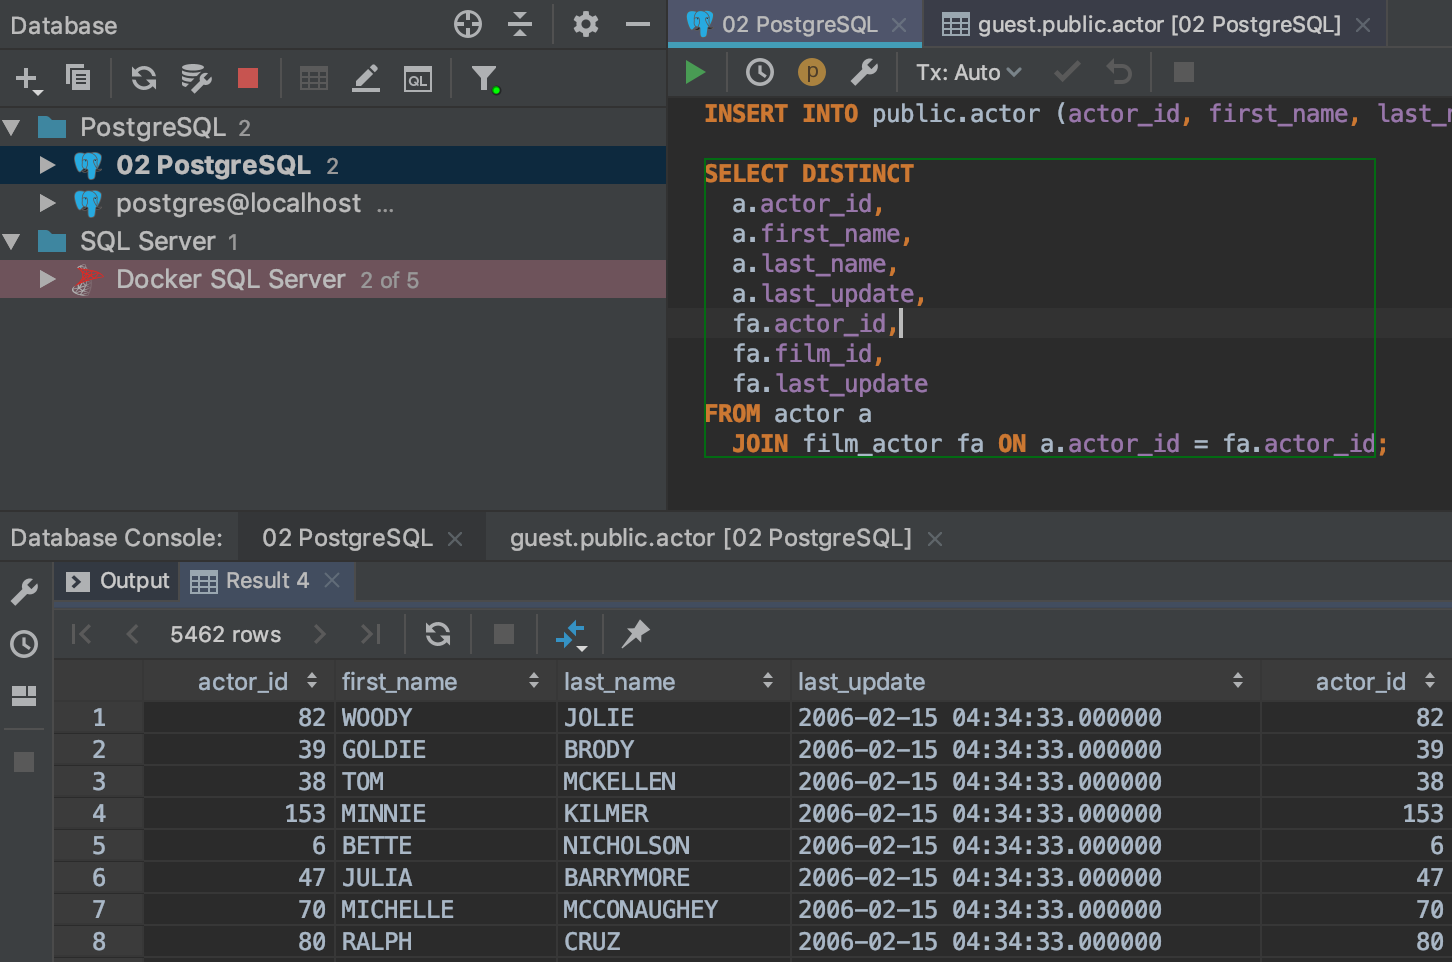 Database
PostgreSQL 2
02 PostgreSQL 2
postgres@localhost ...
SQL Server 1
Docker SQL Server 2 of 5
QL
02 PostgreSQL
guest.public.actor [02 PostgreSQL]
p
Tx: Auto
INSERT INTO public.actor (actor_id, first_name,
SELECT DISTINCT
a.actor_id,
a.first_name,
a.last_name,
a.last_update,
fa.actor_id,
fa.film_id,
fa.last_update
FROM actor a
JOIN film_actor fa ON a.actor_id = fa.actor_id;
Database Console: 02 PostgreSQL guest.public.actor [02 PostgreSQL]
Output Result 4
5462 rows
actor_id first_name last_name last_update actor_id
1 82 WOODY JOLIE 2006-02-15 04:34:33.000000 82
2 39 GOLDIE BRODY 2006-02-15 04:34:33.000000 39
3 38 TOM MCKELLEN 2006-02-15 04:34:33.000000 38
4 153 MINNIE KILMER 2006-02-15 04:34:33.000000 153
5 6 BETTE NICHOLSON 2006-02-15 04:34:33.000000 6
6 47 JULIA BARRYMORE 2006-02-15 04:34:33.000000 47
7 70 MICHELLE MCCONAUGHEY 2006-02-15 04:34:33.000000 70
8 80 RALPH CRUZ 2006-02-15 04:34:33.000000 80